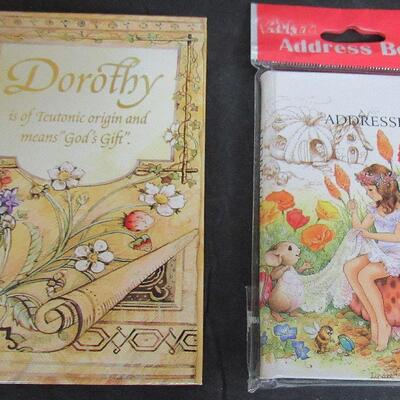 Dorothy
is of Teutonic origin and
means "God's Gift".
Address Bo
ADDRESSE